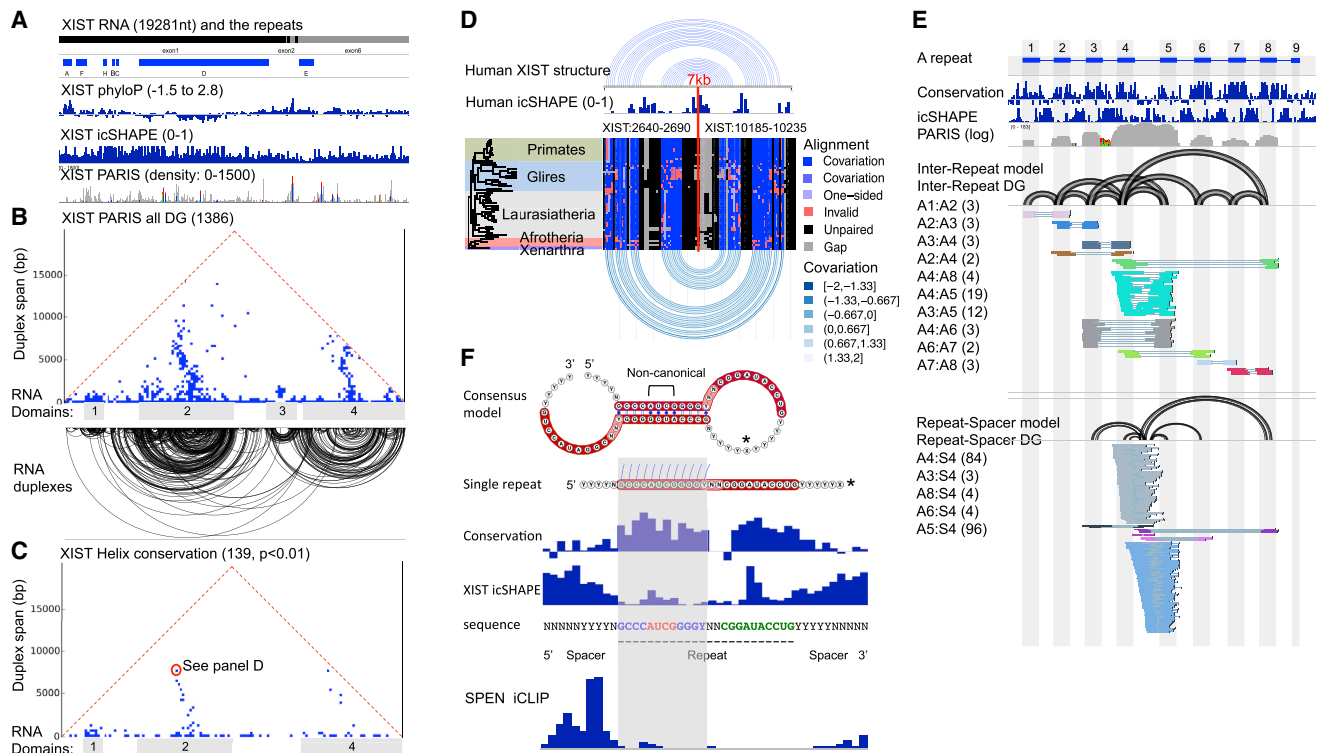 A
XIST RNA (19281nt) and the repeats
exon1 exon2 exon6
A F H B C D E
XIST phyloP (-1.5 to 2.8)
XIST icSHAPE (0-1)
XIST PARIS (density: 0-1500)
B
XIST PARIS all DG (1386)
Duplex span (bp)
15000
10000
5000
0
RNA
Domains: 1 2 3 4
RNA
duplexes
C
XIST Helix conservation (139, p<0.01)
Duplex span (bp)
15000
10000
5000
0
See panel D
RNA
Domains: 1 2 4
D
Human XIST structure
7kb
Human icSHAPE (0-1)
XIST:2640-2690 XIST:10185-10235
Primates
Glires
Laurasiatheria
Afrotheria
Xenarthra
Alignment
Covariation
Covariation
One-sided
Invalid
Unpaired
Gap
Covariation
[-2,-1.33]
(-1.33,-0.667]
(-0.667,0]
(0,0.667]
(0.667,1.33]
(1.33,2]
E
1 2 3 4 5 6 7 8 9
A repeat
Conservation
icSHAPE
[0 - 163]
PARIS (log)
Inter-Repeat model
Inter-Repeat DG
A1:A2 (3)
A2:A3 (3)
A3:A4 (3)
A2:A4 (2)
A4:A8 (4)
A4:A5 (19)
A3:A5 (12)
A4:A6 (3)
A6:A7 (2)
A7:A8 (3)
Repeat-Spacer model
Repeat-Spacer DG
A4:S4 (84)
A3:S4 (3)
A8:S4 (4)
A6:S4 (4)
A5:S4 (96)
F
3’ 5’
Non-canonical
Consensus
model
*
Single repeat
5’ YYYYNGCCCAUCGGGGYNNCGGAUACCUGYYYYYX *
Conservation
XIST icSHAPE
sequence NNNNNYYYYNGCCCAUCGGGGYNNCGGAUACCUGYYYYYNNNNN
5’ Spacer Repeat Spacer 3’
SPEN iCLIP